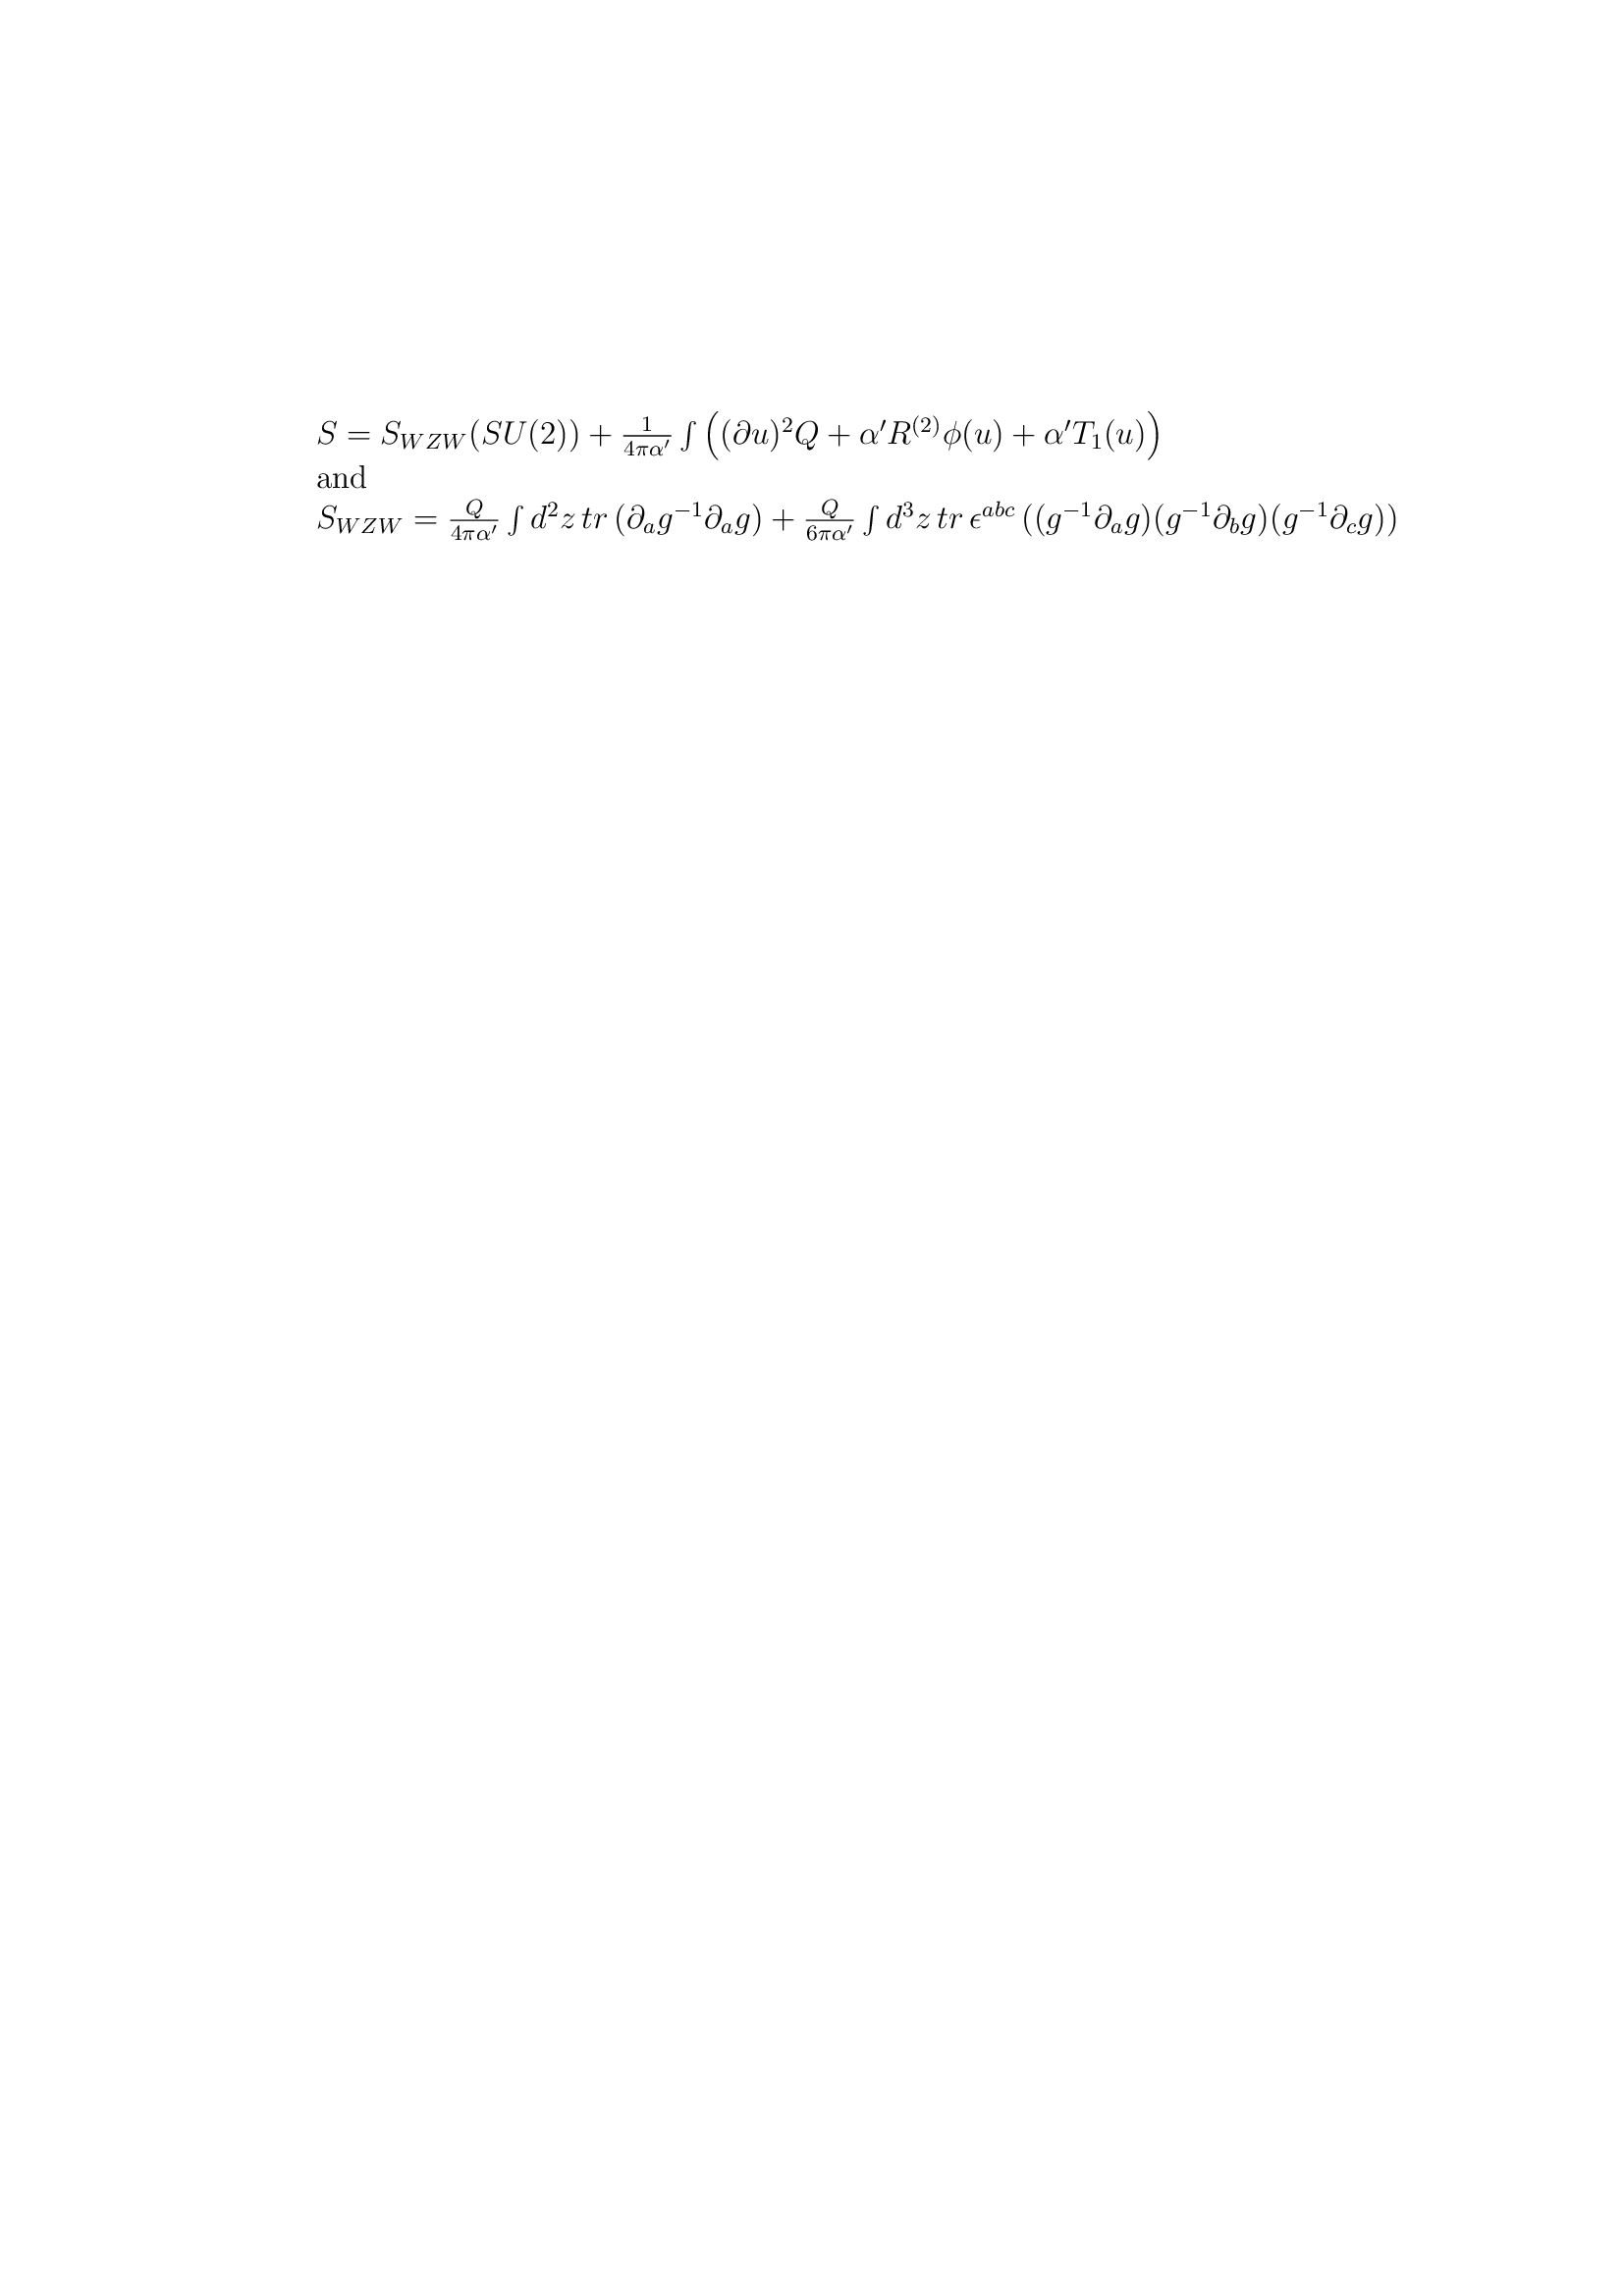 $S = S_{WZW}(SU(2)) + \frac{1}{4\pi\alpha'} \int \left( (\partial u)^2 Q + \alpha' R^{(2)} \phi(u) + \alpha' T_1(u) \right)$
and
$S_{WZW} = \frac{Q}{4\pi\alpha'} \int d^2z \, tr \, (\partial_a g^{-1} \partial_a g) + \frac{Q}{6\pi\alpha'} \int d^3z \, tr \, \epsilon^{abc} \left( (g^{-1}\partial_a g)(g^{-1}\partial_b g)(g^{-1}\partial_c g) \right)$